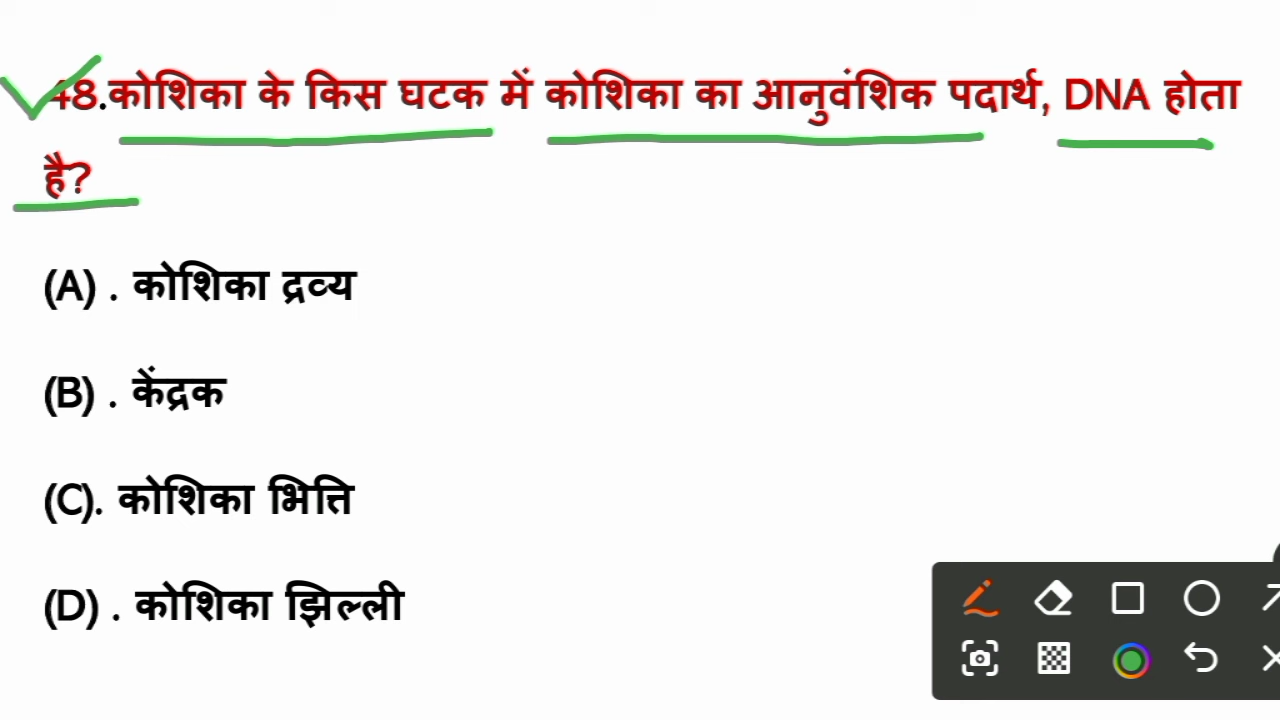 48.कोशिका के किस घटक में कोशिका का आनुवंशिक पदार्थ, DNA होता
है?
(A) . कोशिका द्रव्य
(B) . केंद्रक
(C). कोशिका भित्ति
(D) . कोशिका झिल्ली